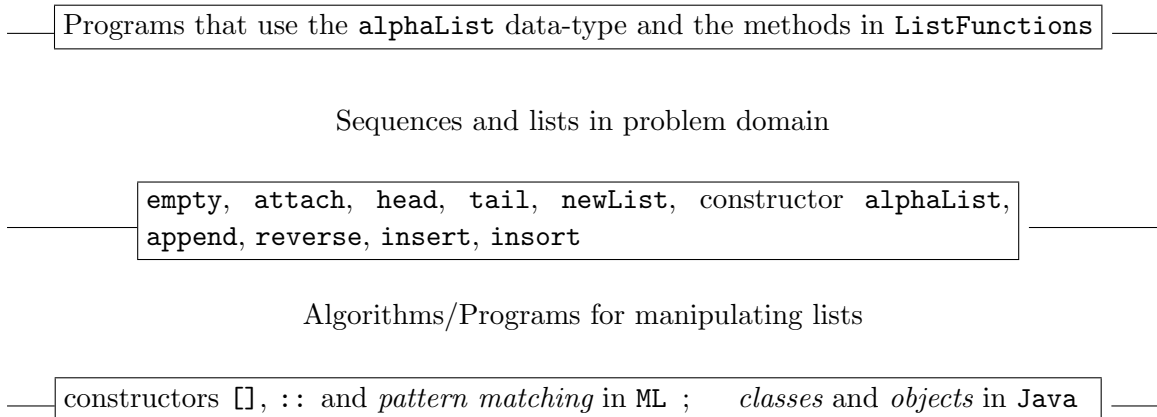 Programs that use the alphaList data-type and the methods in ListFunctions
Sequences and lists in problem domain
empty, attach, head, tail, newList, constructor alphaList,
append, reverse, insert, insort
Algorithms/Programs for manipulating lists
constructors [], :: and pattern matching in ML ; classes and objects in Java